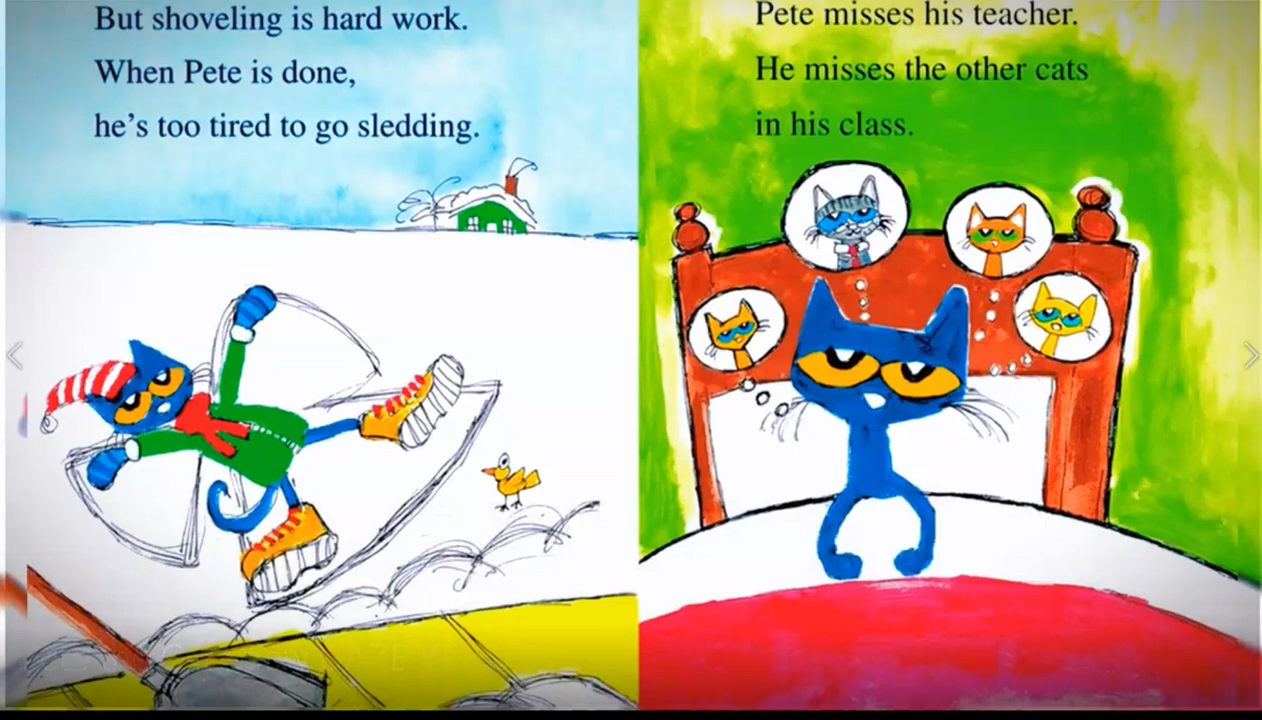 But shoveling is hard work.
When Pete is done,
he's too tired to go sledding.
Pete misses his teacher.
He misses the other cats
in his class.